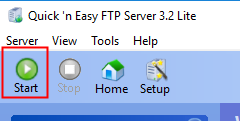 Quick 'n Easy FTP Server 3.2 Lite
Server View Tools Help
Start Stop Home Setup